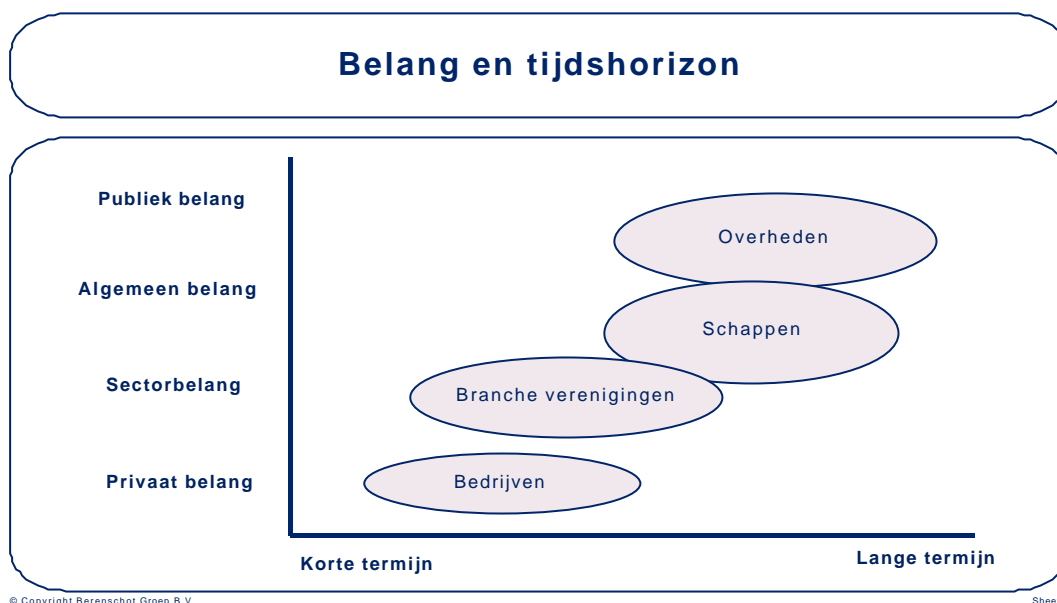 Belang en tijdshorizon
Publiek belang
Overheden
Algemeen belang
Schappen
Sectorbelang
Branche verenigingen
Privaat belang
Bedrijven
Korte termijn
Lange termijn
© Copyright Berenschot Groep B.V.
Shee